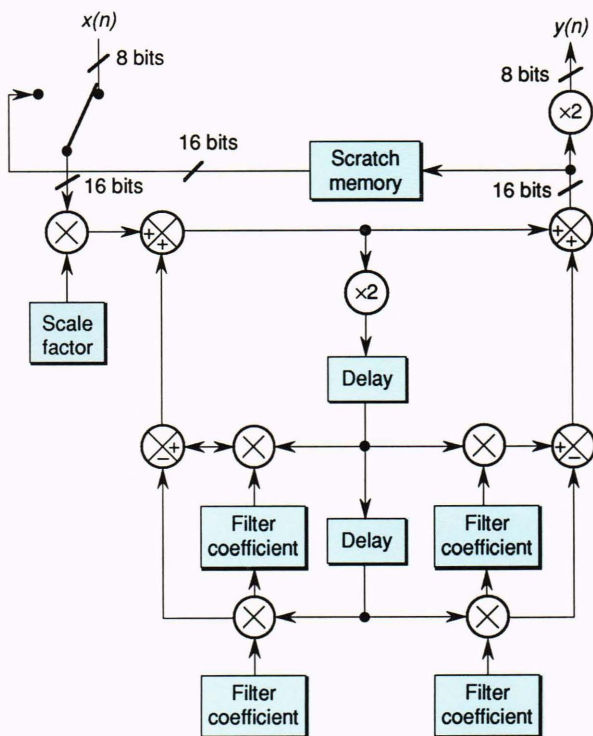 x(n)
y(n)
8 bits
8 bits
×2
16 bits
Scratch
memory
16 bits
16 bits
+
+
+
+
×2
Scale
factor
Delay
+
−
+
−
Filter
coefficient
Delay
Filter
coefficient
Filter
coefficient
Filter
coefficient